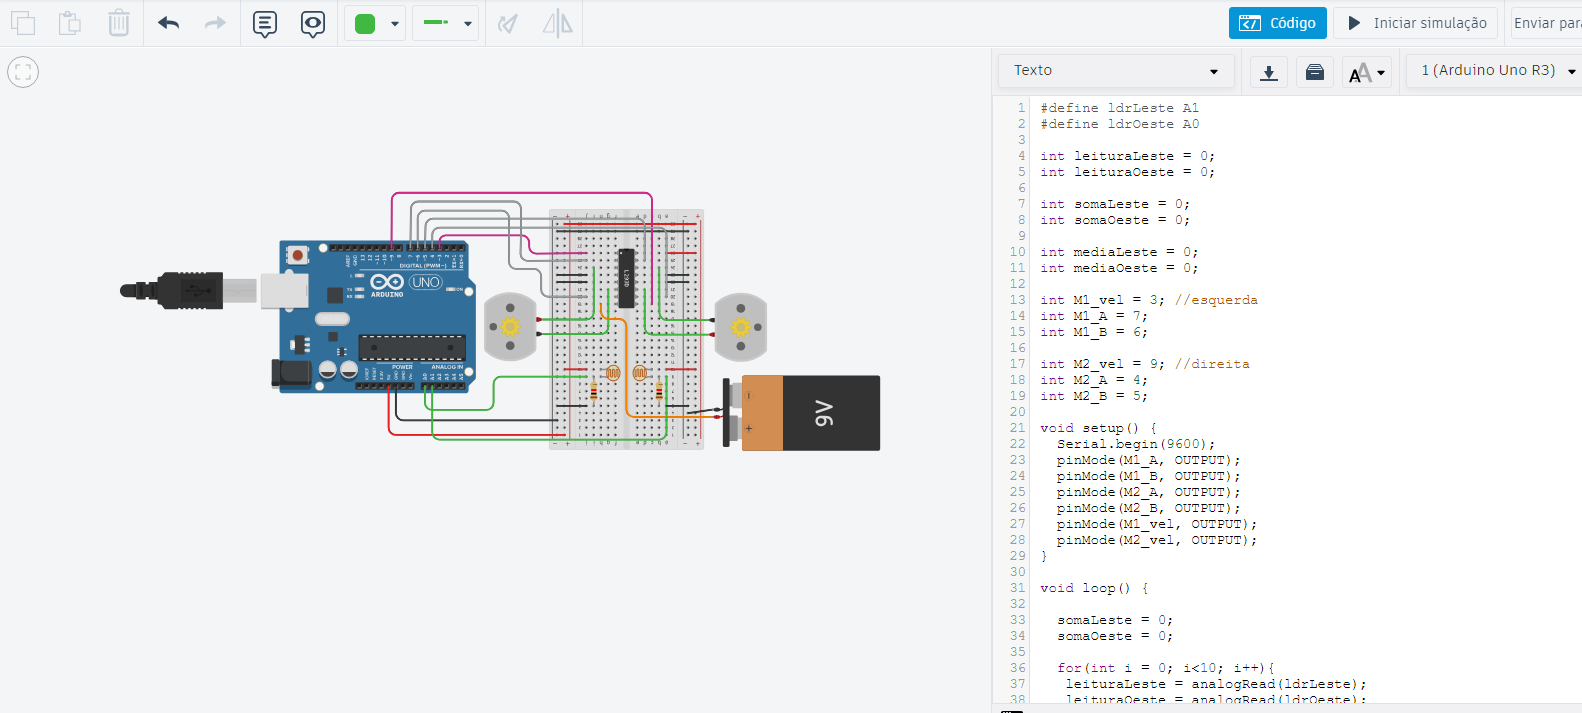 Código
Iniciar simulação
Enviar par
Texto
1 (Arduino Uno R3)
1 #define ldrLeste A1
2 #define ldrOeste A0
3
4 int leituraLeste = 0;
5 int leituraOeste = 0;
6
7 int somaLeste = 0;
8 int somaOeste = 0;
9
10 int mediaLeste = 0;
11 int mediaOeste = 0;
12
13 int M1_vel = 3; //esquerda
14 int M1_A = 7;
15 int M1_B = 6;
16
17 int M2_vel = 9; //direita
18 int M2_A = 4;
19 int M2_B = 5;
20
21 void setup() {
22 Serial.begin(9600);
23 pinMode(M1_A, OUTPUT);
24 pinMode(M1_B, OUTPUT);
25 pinMode(M2_A, OUTPUT);
26 pinMode(M2_B, OUTPUT);
27 pinMode(M1_vel, OUTPUT);
28 pinMode(M2_vel, OUTPUT);
29 }
30
31 void loop() {
32
33 somaLeste = 0;
34 somaOeste = 0;
35
36 for(int i = 0; i<10; i++){
37 leituraLeste = analogRead(ldrLeste);
38 leituraOeste = analogRead(ldrOeste);
DIGITAL (PWM~)
UNO
ARDUINO
POWER
ANALOG IN
L293D
9V